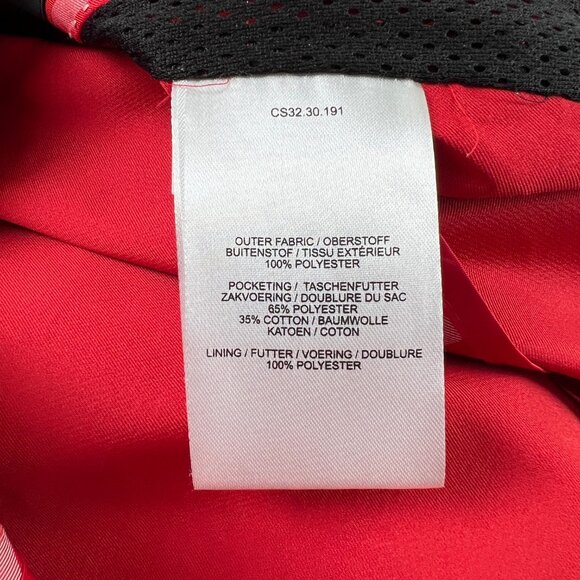 CS32.30.191
OUTER FABRIC / OBERSTOFF
BUITENSTOF / TISSU EXTÉRIEUR
100% POLYESTER
POCKETING / TASCHENFUTTER
ZAKVOERING / DOUBLURE DU SAC
65% POLYESTER
35% COTTON / BAUMWOLLE
KATOEN / COTON
LINING / FUTTER / VOERING / DOUBLURE
100% POLYESTER